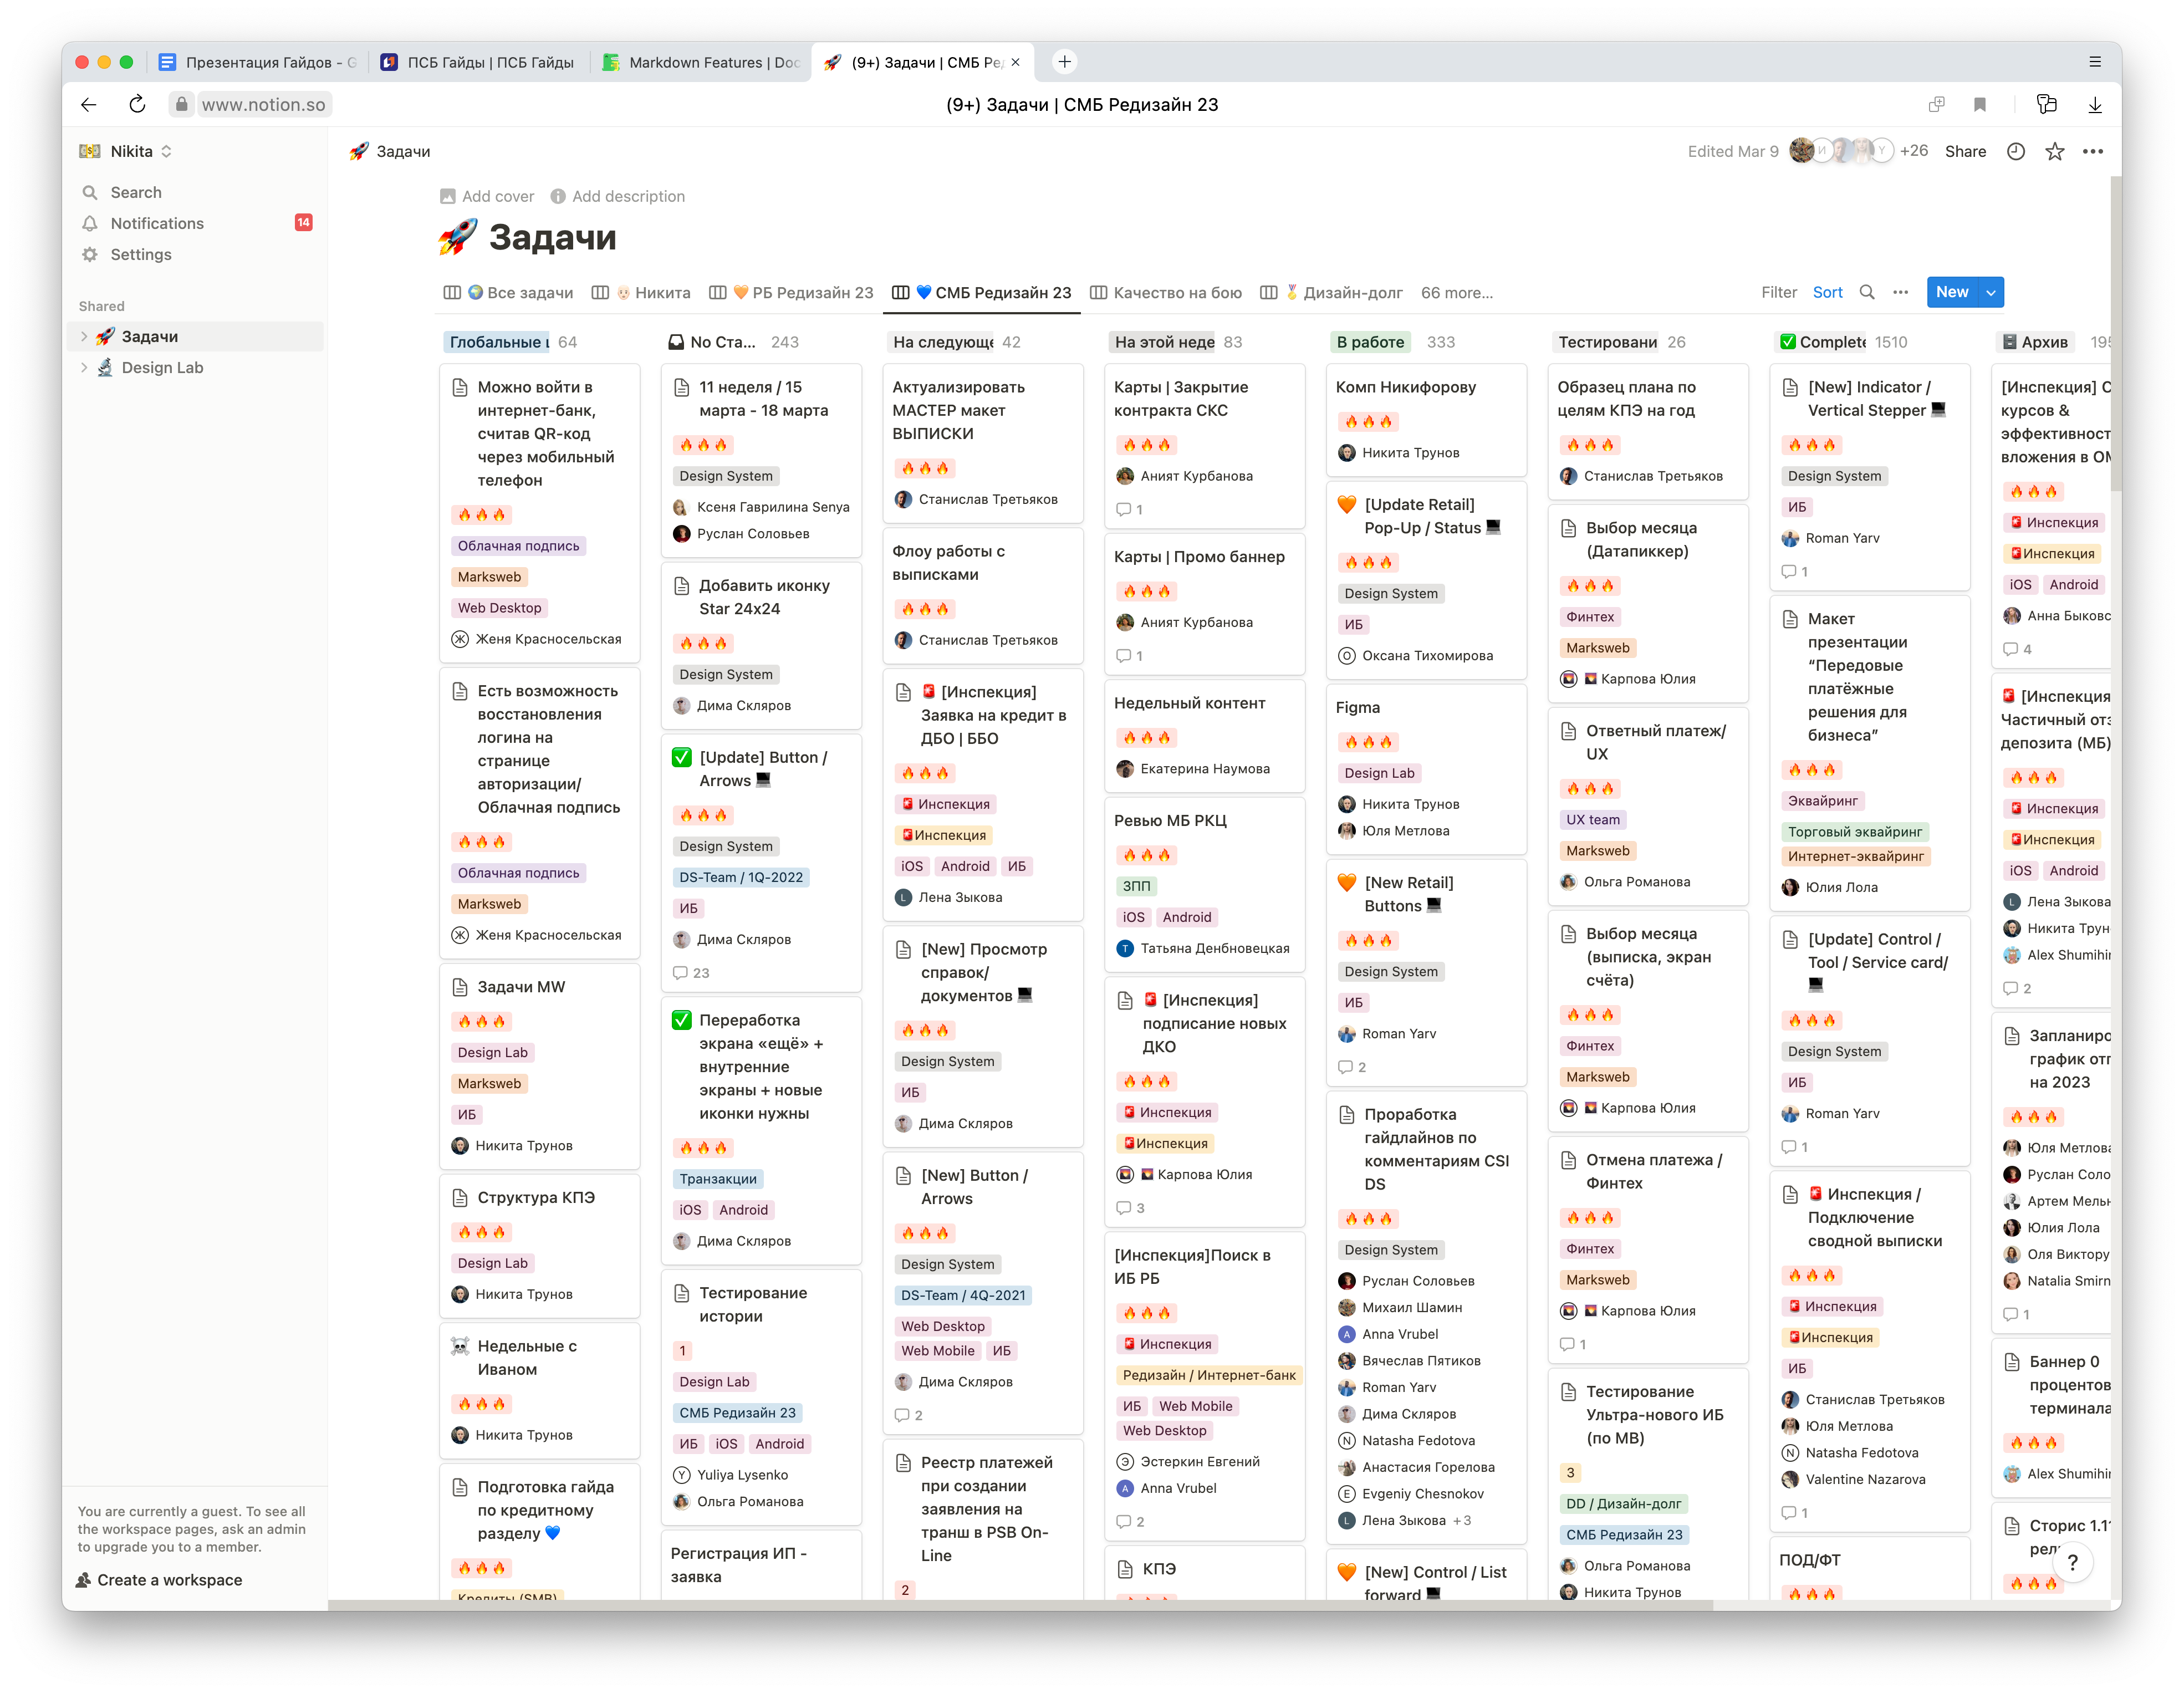 Презентация Гайдов - G
ПСБ Гайды | ПСБ Гайды
Markdown Features | Doc
(9+) Задачи | СМБ Ре
www.notion.so
(9+) Задачи | СМБ Редизайн 23
Nikita
Search
Notifications
14
Settings
Shared
Задачи
Design Lab
You are currently a guest. To see all
the workspace pages, ask an admin
to upgrade you to a member.
Create a workspace
Задачи
Edited Mar 9
И
Y
+26
Share
Add cover
Add description
Задачи
Все задачи
Никита
РБ Редизайн 23
СМБ Редизайн 23
Качество на бою
Дизайн-долг
66 more...
Filter
Sort
New
Глобальные
64
Можно войти в
интернет-банк,
считав QR-код
через мобильный
телефон
Облачная подпись
Marksweb
Web Desktop
Ж Женя Красносельская
Есть возможность
восстановления
логина на
странице
авторизации/
Облачная подпись
Облачная подпись
Marksweb
Ж Женя Красносельская
Задачи MW
Design Lab
Marksweb
ИБ
Никита Трунов
Структура КПЭ
Design Lab
Никита Трунов
Недельные с
Иваном
Никита Трунов
Подготовка гайда
по кредитному
разделу
Кредиты (SMB)
No Ста...
243
11 неделя / 15
марта - 18 марта
Design System
Ксеня Гаврилина Senya
Руслан Соловьев
Добавить иконку
Star 24x24
Design System
Дима Скляров
[Update] Button /
Arrows
Design System
DS-Team / 1Q-2022
ИБ
Дима Скляров
23
Переработка
экрана «ещё» +
внутренние
экраны + новые
иконки нужны
Транзакции
iOS Android
Дима Скляров
Тестирование
истории
1
Design Lab
СМБ Редизайн 23
ИБ iOS Android
Y Yuliya Lysenko
Ольга Романова
Регистрация ИП -
заявка
На следующе
42
Актуализировать
МАСТЕР макет
ВЫПИСКИ
Станислав Третьяков
Флоу работы с
выписками
Станислав Третьяков
[Инспекция]
Заявка на кредит в
ДБО | ББО
Инспекция
Инспекция
iOS Android ИБ
L Лена Зыкова
[New] Просмотр
справок/
документов
Design System
ИБ
Дима Скляров
[New] Button /
Arrows
Design System
DS-Team / 4Q-2021
Web Desktop
Web Mobile ИБ
Дима Скляров
2
Реестр платежей
при создании
заявления на
транш в PSB On-
Line
2
На этой неде
83
Карты | Закрытие
контракта СКС
Аният Курбанова
1
Карты | Промо баннер
Аният Курбанова
1
Недельный контент
Екатерина Наумова
Ревью МБ РКЦ
ЗПП
iOS Android
T Татьяна Денбновецкая
[Инспекция]
подписание новых
ДКО
Инспекция
Инспекция
Карпова Юлия
3
[Инспекция]Поиск в
ИБ РБ
Инспекция
Редизайн / Интернет-банк
ИБ Web Mobile
Web Desktop
Э Эстеркин Евгений
A Anna Vrubel
2
КПЭ
В работе
333
Комп Никифорову
Никита Трунов
[Update Retail]
Pop-Up / Status
Design System
ИБ
О Оксана Тихомирова
Figma
Design Lab
Никита Трунов
Юля Метлова
[New Retail]
Buttons
Design System
ИБ
Roman Yarv
2
Проработка
гайдлайнов по
комментариям CSI
DS
Design System
Руслан Соловьев
Михаил Шамин
A Anna Vrubel
Вячеслав Пятиков
Roman Yarv
Дима Скляров
N Natasha Fedotova
Анастасия Горелова
E Evgeniy Chesnokov
L Лена Зыкова +3
[New] Control / List
forward
Тестировани
26
Образец плана по
целям КПЭ на год
Станислав Третьяков
Выбор месяца
(Датапиккер)
Финтех
Marksweb
Карпова Юлия
Ответный платеж/
UX
UX team
Marksweb
Ольга Романова
Выбор месяца
(выписка, экран
счёта)
Финтех
Marksweb
Карпова Юлия
Отмена платежа /
Финтех
Финтех
Marksweb
Карпова Юлия
1
Тестирование
Ультра-нового ИБ
(по МВ)
3
DD / Дизайн-долг
СМБ Редизайн 23
Ольга Романова
Никита Трунов
Complete
1510
[New] Indicator /
Vertical Stepper
Design System
ИБ
Roman Yarv
1
Макет
презентации
“Передовые
платёжные
решения для
бизнеса”
Эквайринг
Торговый эквайринг
Интернет-эквайринг
Юлия Лола
[Update] Control /
Tool / Service card/
Design System
ИБ
Roman Yarv
1
Инспекция /
Подключение
сводной выписки
Инспекция
Инспекция
ИБ
Станислав Третьяков
Юля Метлова
N Natasha Fedotova
Valentine Nazarova
1
ПОД/ФТ
Архив
195
[Инспекция] С
курсов &
эффективност
вложения в ОМ
Инспекция
Инспекция
iOS Android
Анна Быковс
4
[Инспекция
Частичный отз
депозита (МБ)
Инспекция
Инспекция
iOS Android
L Лена Зыкова
Никита Трун
Alex Shumihin
2
Запланиро
график отп
на 2023
Юля Метлова
Руслан Соло
Артем Мельн
Юлия Лола
Оля Виктору
Natalia Smirn
1
Баннер 0
процентов
терминала
Alex Shumihin
Сторис 1.11
рел
?